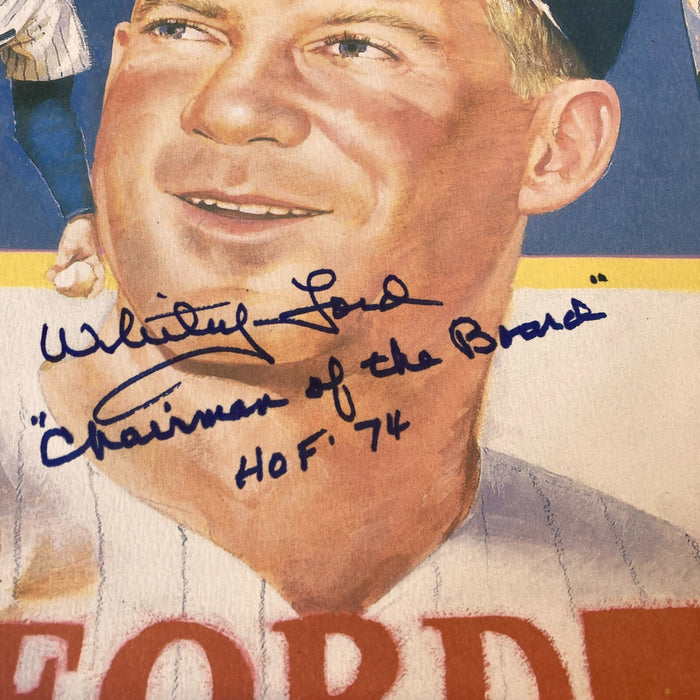 Whitey Ford
"Chairman of the Board"
HOF '74
FORD